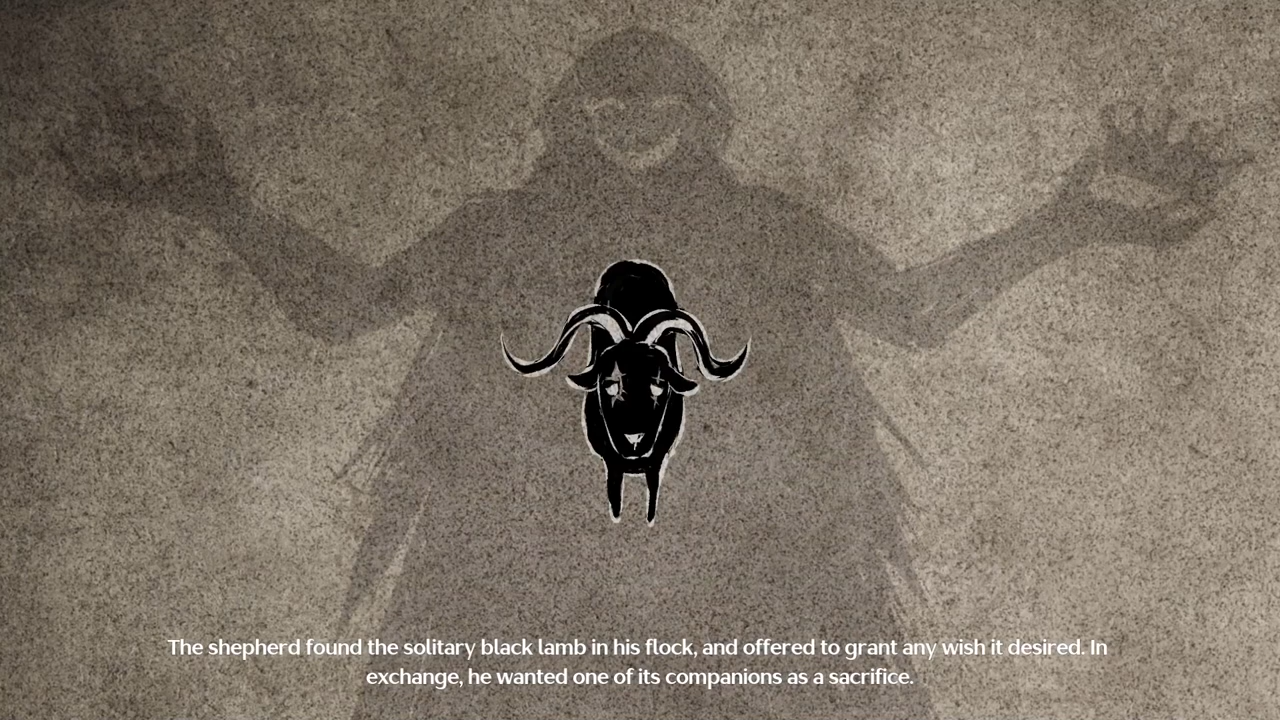 The shepherd found the solitary black lamb in his flock, and offered to grant any wish it desired. In
exchange, he wanted one of its companions as a sacrifice.